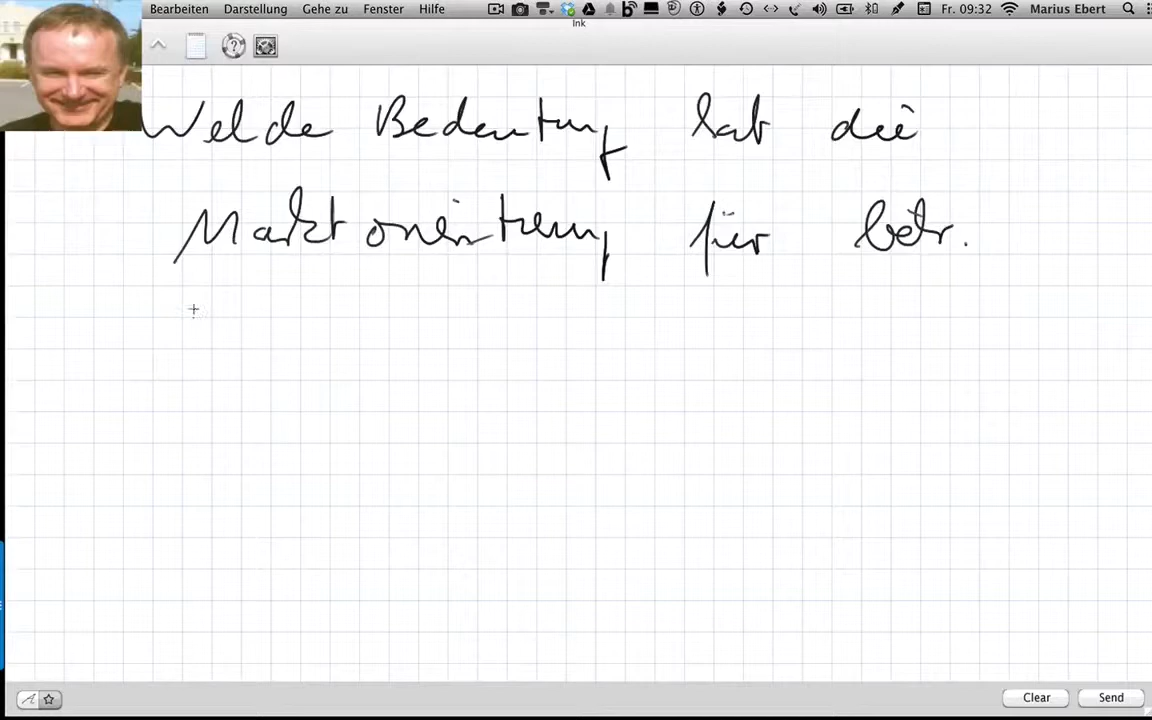 Bearbeiten Darstellung Gehe zu Fenster Hilfe Fr. 09:32 Marius Ebert
Ink
Welche Bedeutung hat die
Marktorientierung für betr.
Clear Send